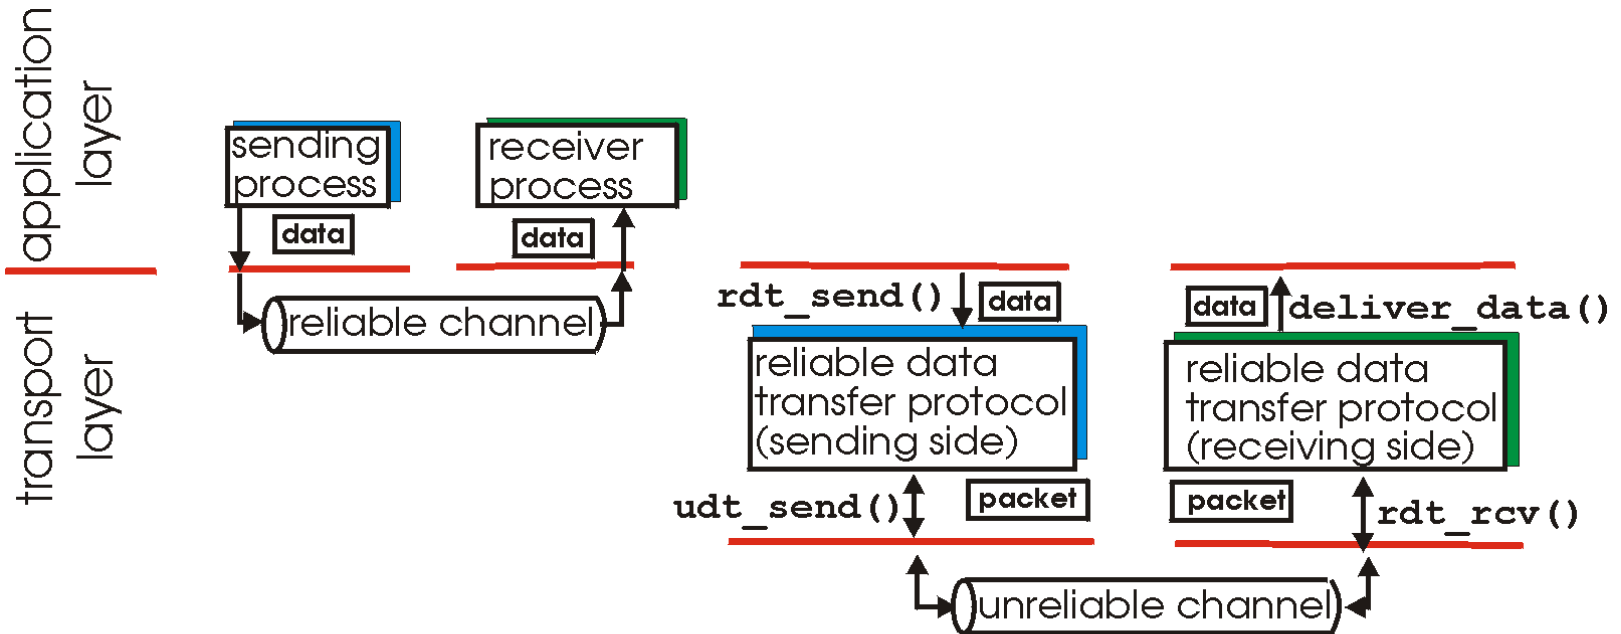 application
layer
transport
layer
sending
process
data
receiver
process
data
reliable channel
rdt_send()
data
reliable data
transfer protocol
(sending side)
udt_send()
packet
data
deliver_data()
reliable data
transfer protocol
(receiving side)
packet
rdt_rcv()
unreliable channel